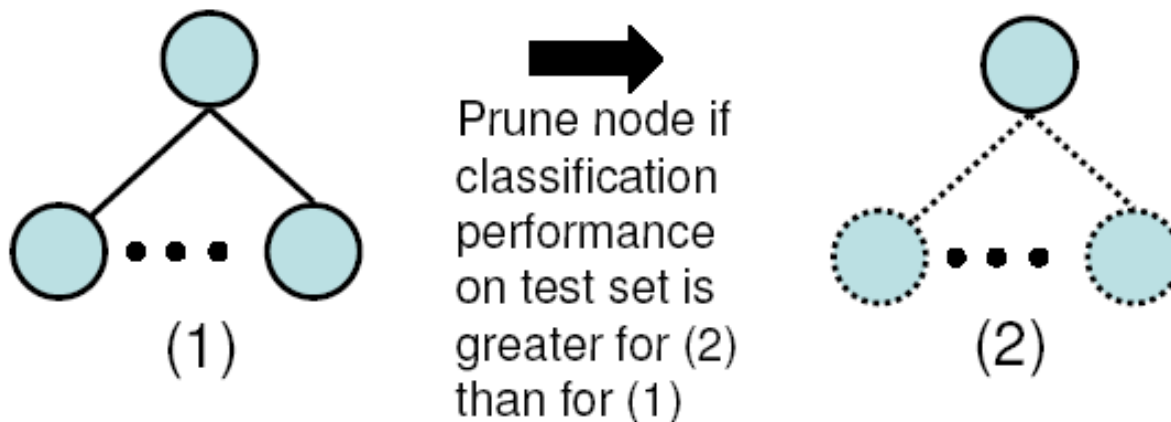 Prune node if
classification
performance
on test set is
greater for (2)
than for (1)
(1)
(2)